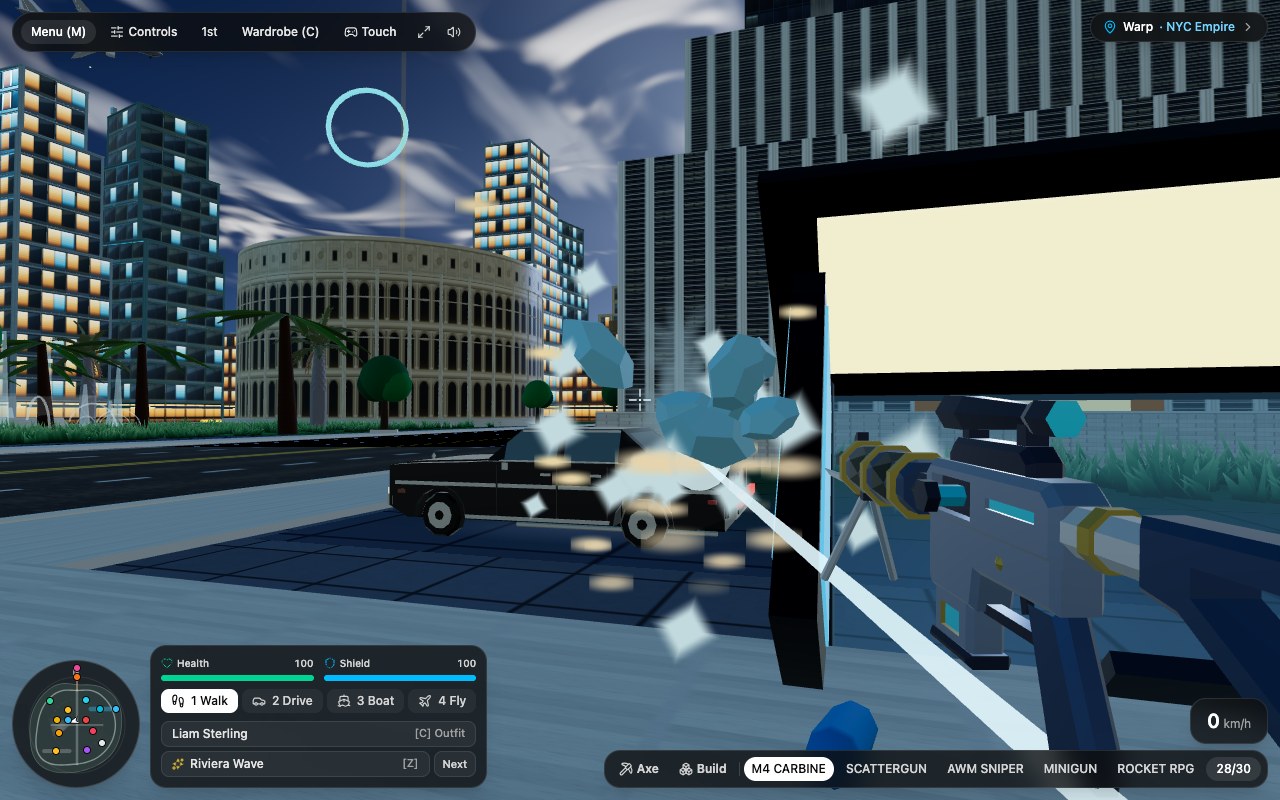 Menu (M) Controls 1st Wardrobe (C) Touch
Warp · NYC Empire
Health 100 Shield 100
1 Walk 2 Drive 3 Boat 4 Fly
Liam Sterling [C] Outfit
Riviera Wave [Z] Next
0 km/h
Axe Build M4 CARBINE SCATTERGUN AWM SNIPER MINIGUN ROCKET RPG 28/30